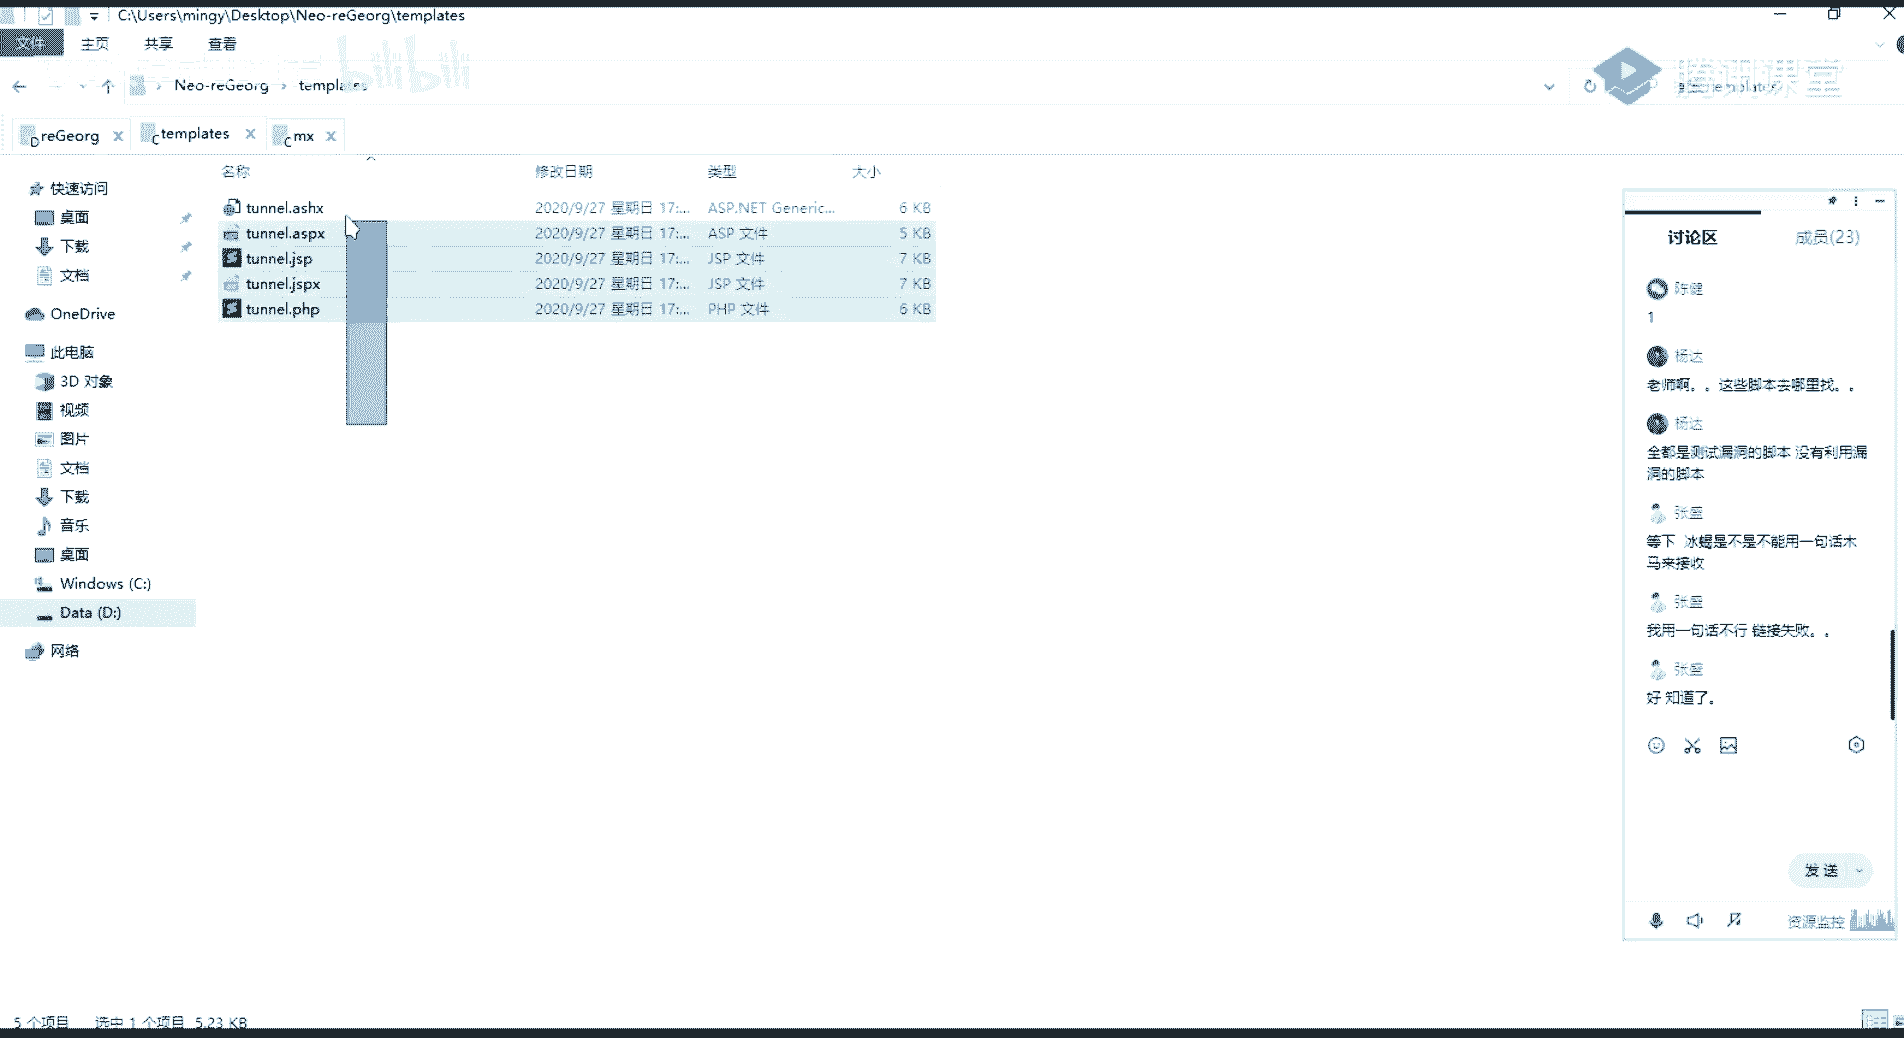 C:\Users\mingy\Desktop\Neo-reGeorg\templates
文件 主页 共享 查看
bilibili
Neo-reGeorg › templates
腾讯课堂
reGeorg templates mx
名称 修改日期 类型 大小
tunnel.ashx 2020/9/27 星期日 17:... ASP.NET Generic... 6 KB
tunnel.aspx 2020/9/27 星期日 17:... ASP 文件 5 KB
tunnel.jsp 2020/9/27 星期日 17:... JSP 文件 7 KB
tunnel.jspx 2020/9/27 星期日 17:... JSP 文件 7 KB
tunnel.php 2020/9/27 星期日 17:... PHP 文件 6 KB
快速访问
桌面
下载
文档
OneDrive
此电脑
3D 对象
视频
图片
文档
下载
音乐
桌面
Windows (C:)
Data (D:)
网络
5 个项目 选中 1 个项目 5.23 KB
讨论区 成员(23)
陈健
1
杨达
老师啊。。这些脚本去哪里找。。
杨达
全都是测试漏洞的脚本 没有利用漏
洞的脚本
张盛
等下 冰蝎是不是不能用一句话木
马来接收
张盛
我用一句话不行 链接失败。。
张盛
好 知道了。
发送
资源监控